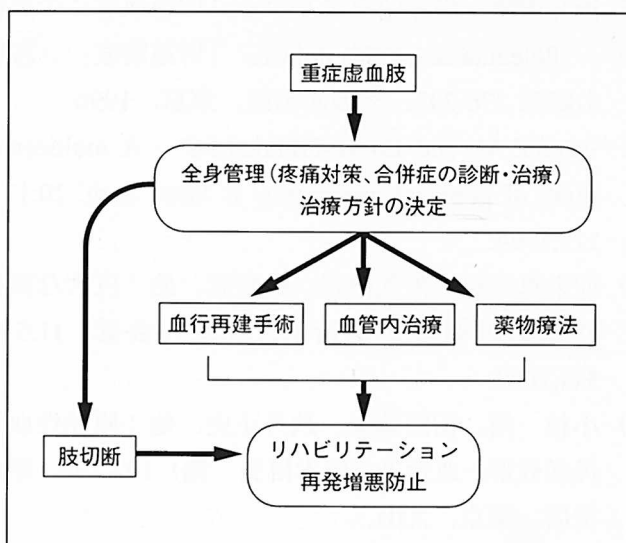 重症虚血肢
全身管理（疼痛対策、合併症の診断・治療）
治療方針の決定
血行再建手術
血管内治療
薬物療法
肢切断
リハビリテーション
再発増悪防止